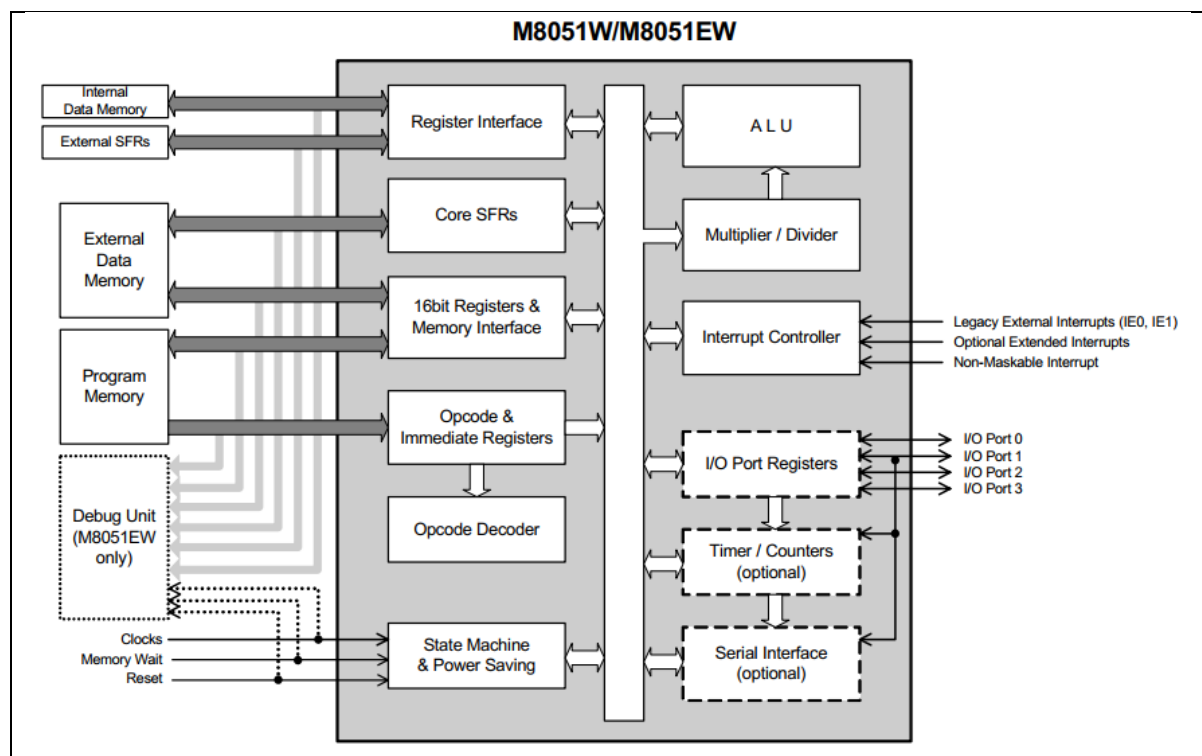 M8051W/M8051EW
Internal
Data Memory
External SFRs
External
Data
Memory
Program
Memory
Debug Unit
(M8051EW
only)
Clocks
Memory Wait
Reset
Register Interface
Core SFRs
16bit Registers &
Memory Interface
Opcode &
Immediate Registers
Opcode Decoder
State Machine
& Power Saving
A L U
Multiplier / Divider
Interrupt Controller
I/O Port Registers
Timer / Counters
(optional)
Serial Interface
(optional)
Legacy External Interrupts (IE0, IE1)
Optional Extended Interrupts
Non-Maskable Interrupt
I/O Port 0
I/O Port 1
I/O Port 2
I/O Port 3